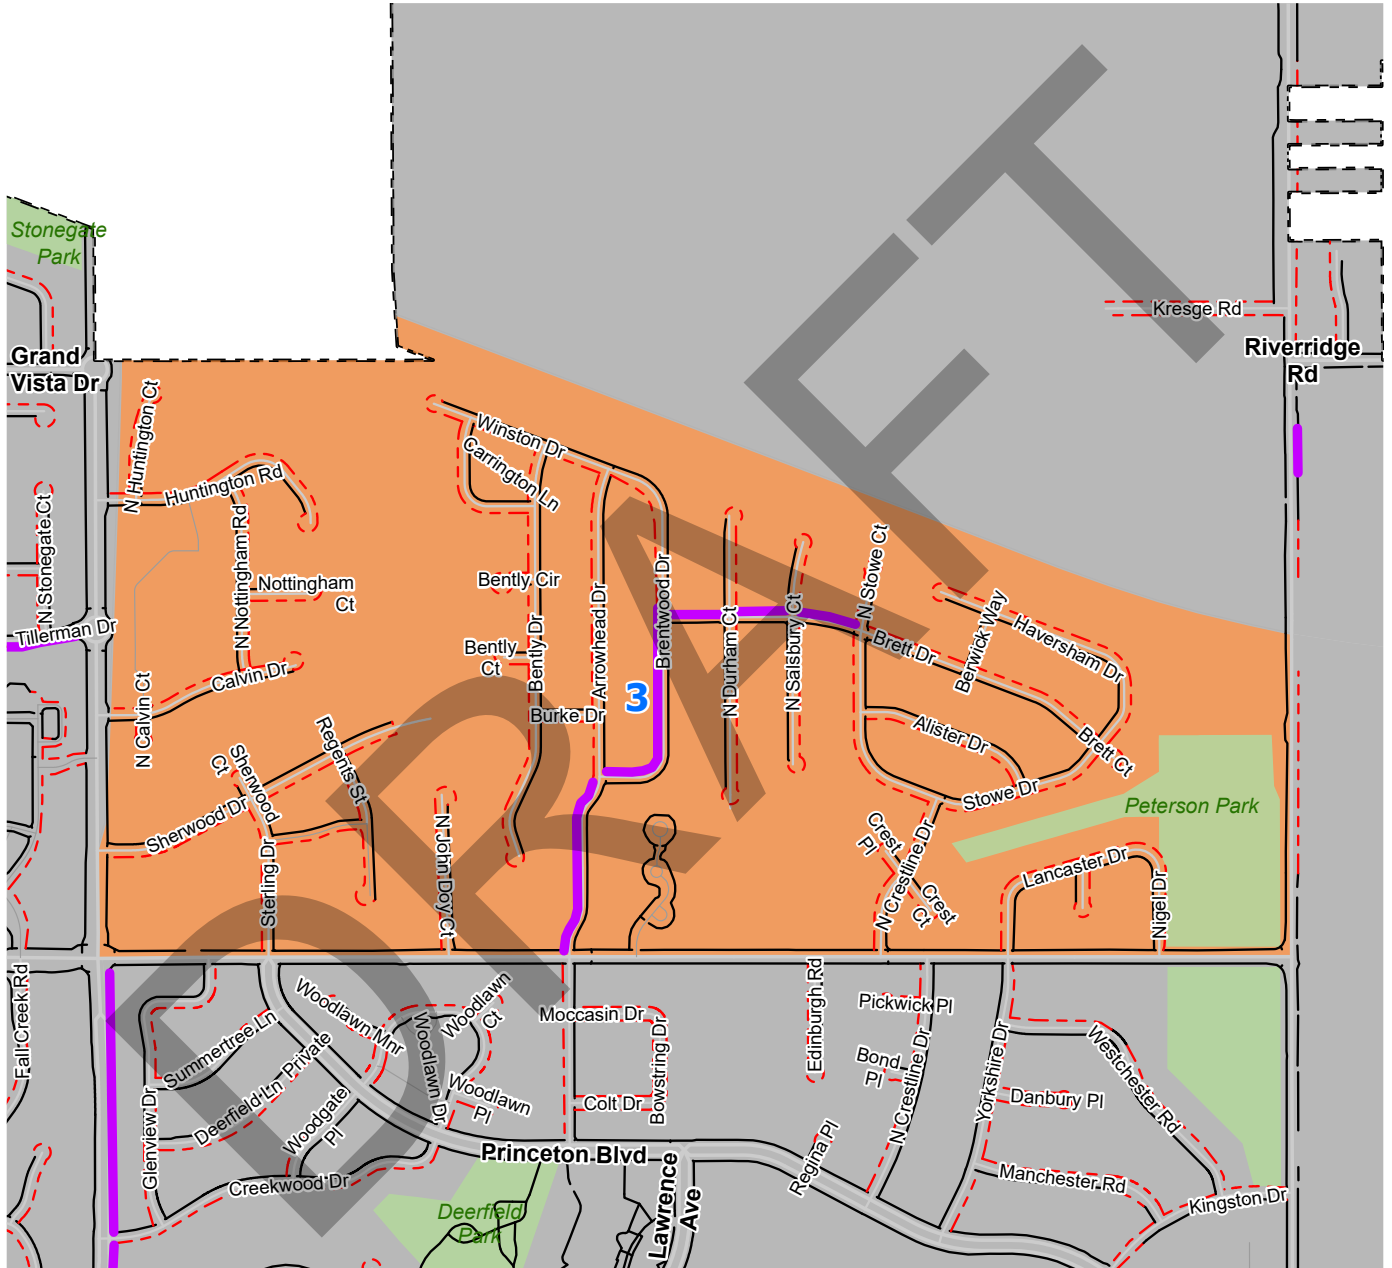 Stonegate
Park
Kresge Rd
Riverridge
Rd
Grand
Vista Dr
N Huntington Ct
Winston Dr
Carrington Ln
Huntington Rd
N Stonegate Ct
N Nottingham Rd
Nottingham
Ct
Bently Cir
N Stowe Ct
Tillerman Dr
Bently
Ct
Bently Dr
Arrowhead Dr
Brentwood Dr
N Durham Ct
N Salsbury Ct
Brett Dr
Berwick Way
Haversham Dr
Calvin Dr
N Calvin Ct
3
Burke Dr
Alister Dr
Brett Ct
Regents St
Sherwood
Ct
Sherwood Dr
Stowe Dr
Peterson Park
Sterling Dr
N John Doy Ct
Crest
Pl
N Crestline Dr
Crest
Ct
Lancaster Dr
Nigel Dr
Fall Creek Rd
Woodlawn Mnr
Woodlawn
Ct
Moccasin Dr
Edinburgh Rd
Pickwick Pl
Summertree Ln
Private
Woodlawn Dr
Bowstring Dr
Bond
Pl
N Crestline Dr
Yorkshire Dr
Westchester Rd
Glenview Dr
Deerfield Ln
Woodgate
Pl
Woodlawn
Pl
Colt Dr
Danbury Pl
Princeton Blvd
Regina Pl
Manchester Rd
Creekwood Dr
Kingston Dr
Lawrence
Ave
Deerfield
Park
DRAFT